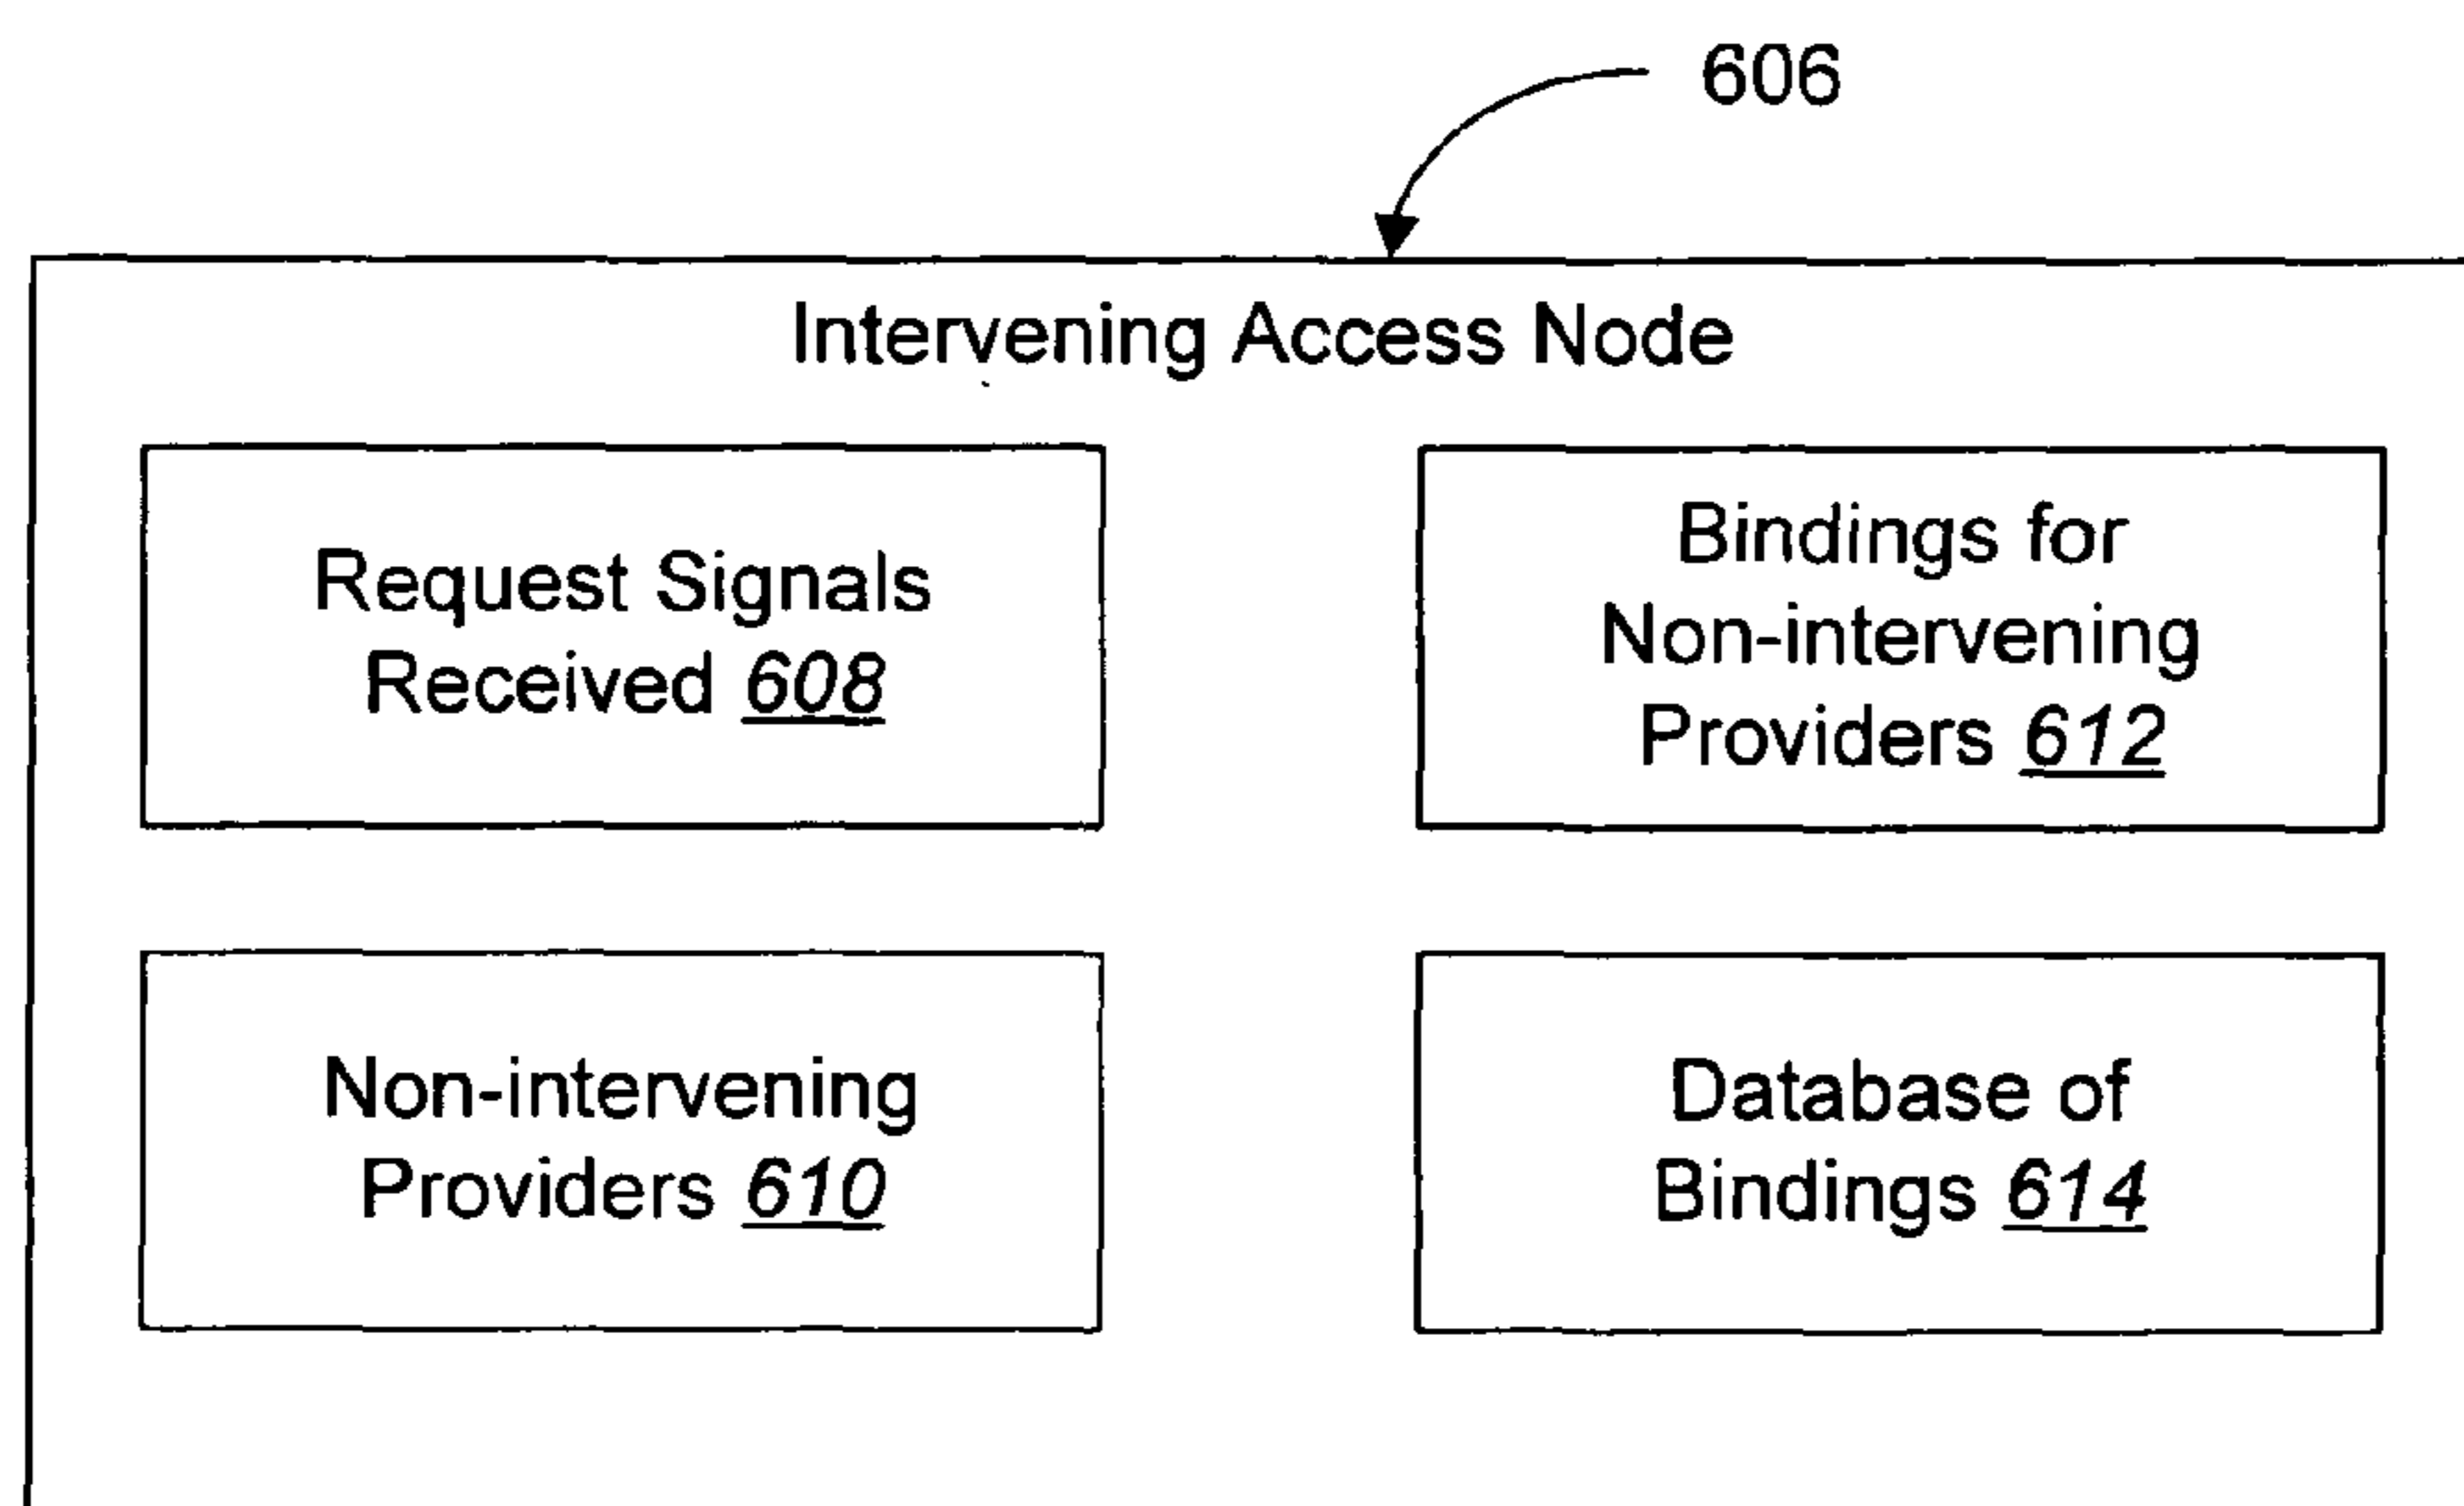 606
Intervening Access Node
Request Signals
Received 608
Bindings for
Non-intervening
Providers 612
Non-intervening
Providers 610
Database of
Bindings 614